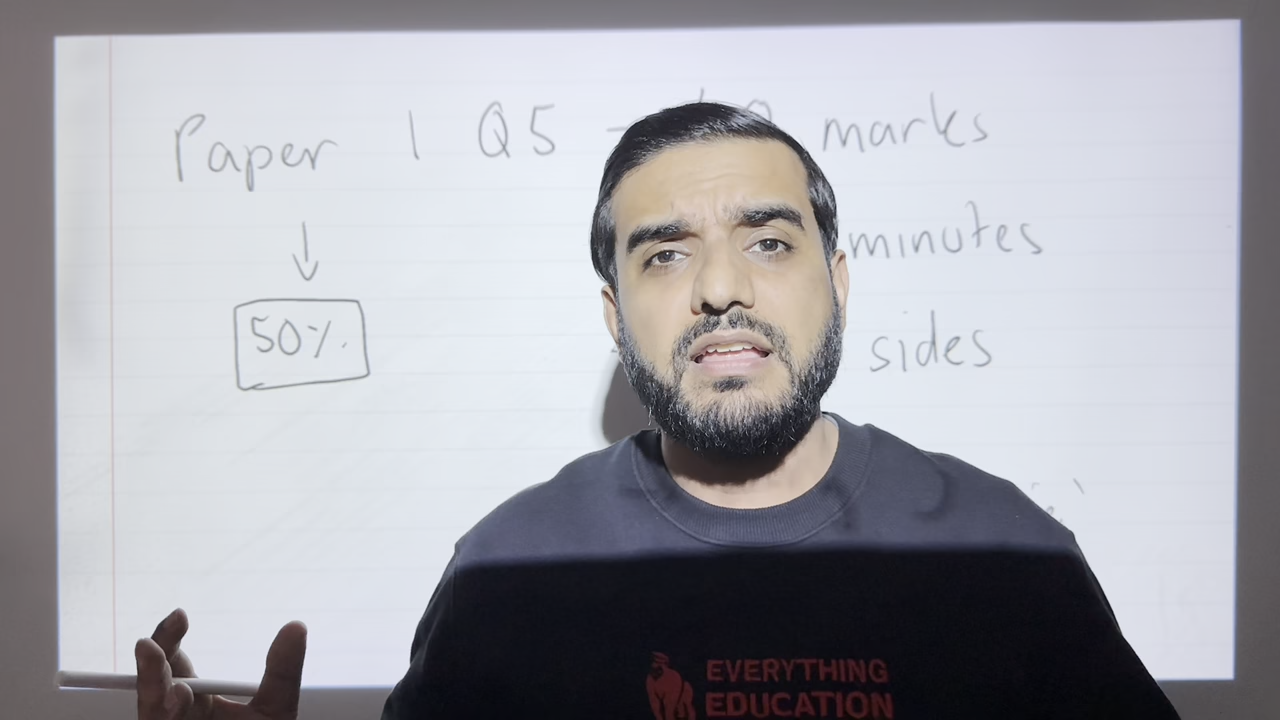 Paper 1 Q5 - marks
↓ minutes
50%. sides
EVERYTHING
EDUCATION